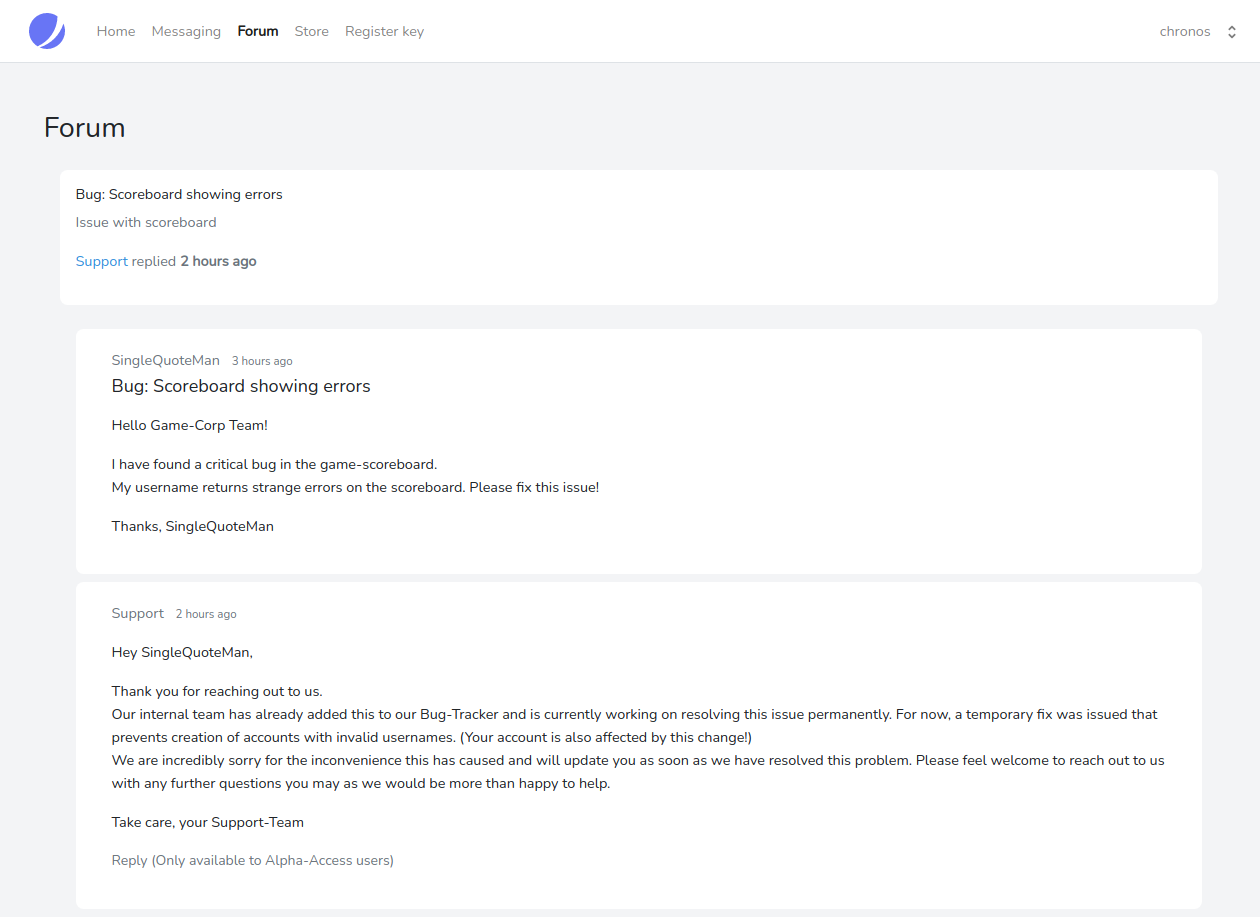 Home Messaging Forum Store Register key chronos
Forum
Bug: Scoreboard showing errors
Issue with scoreboard
Support replied 2 hours ago
SingleQuoteMan 3 hours ago
Bug: Scoreboard showing errors
Hello Game-Corp Team!
I have found a critical bug in the game-scoreboard.
My username returns strange errors on the scoreboard. Please fix this issue!
Thanks, SingleQuoteMan
Support 2 hours ago
Hey SingleQuoteMan,
Thank you for reaching out to us.
Our internal team has already added this to our Bug-Tracker and is currently working on resolving this issue permanently. For now, a temporary fix was issued that
prevents creation of accounts with invalid usernames. (Your account is also affected by this change!)
We are incredibly sorry for the inconvenience this has caused and will update you as soon as we have resolved this problem. Please feel welcome to reach out to us
with any further questions you may as we would be more than happy to help.
Take care, your Support-Team
Reply (Only available to Alpha-Access users)